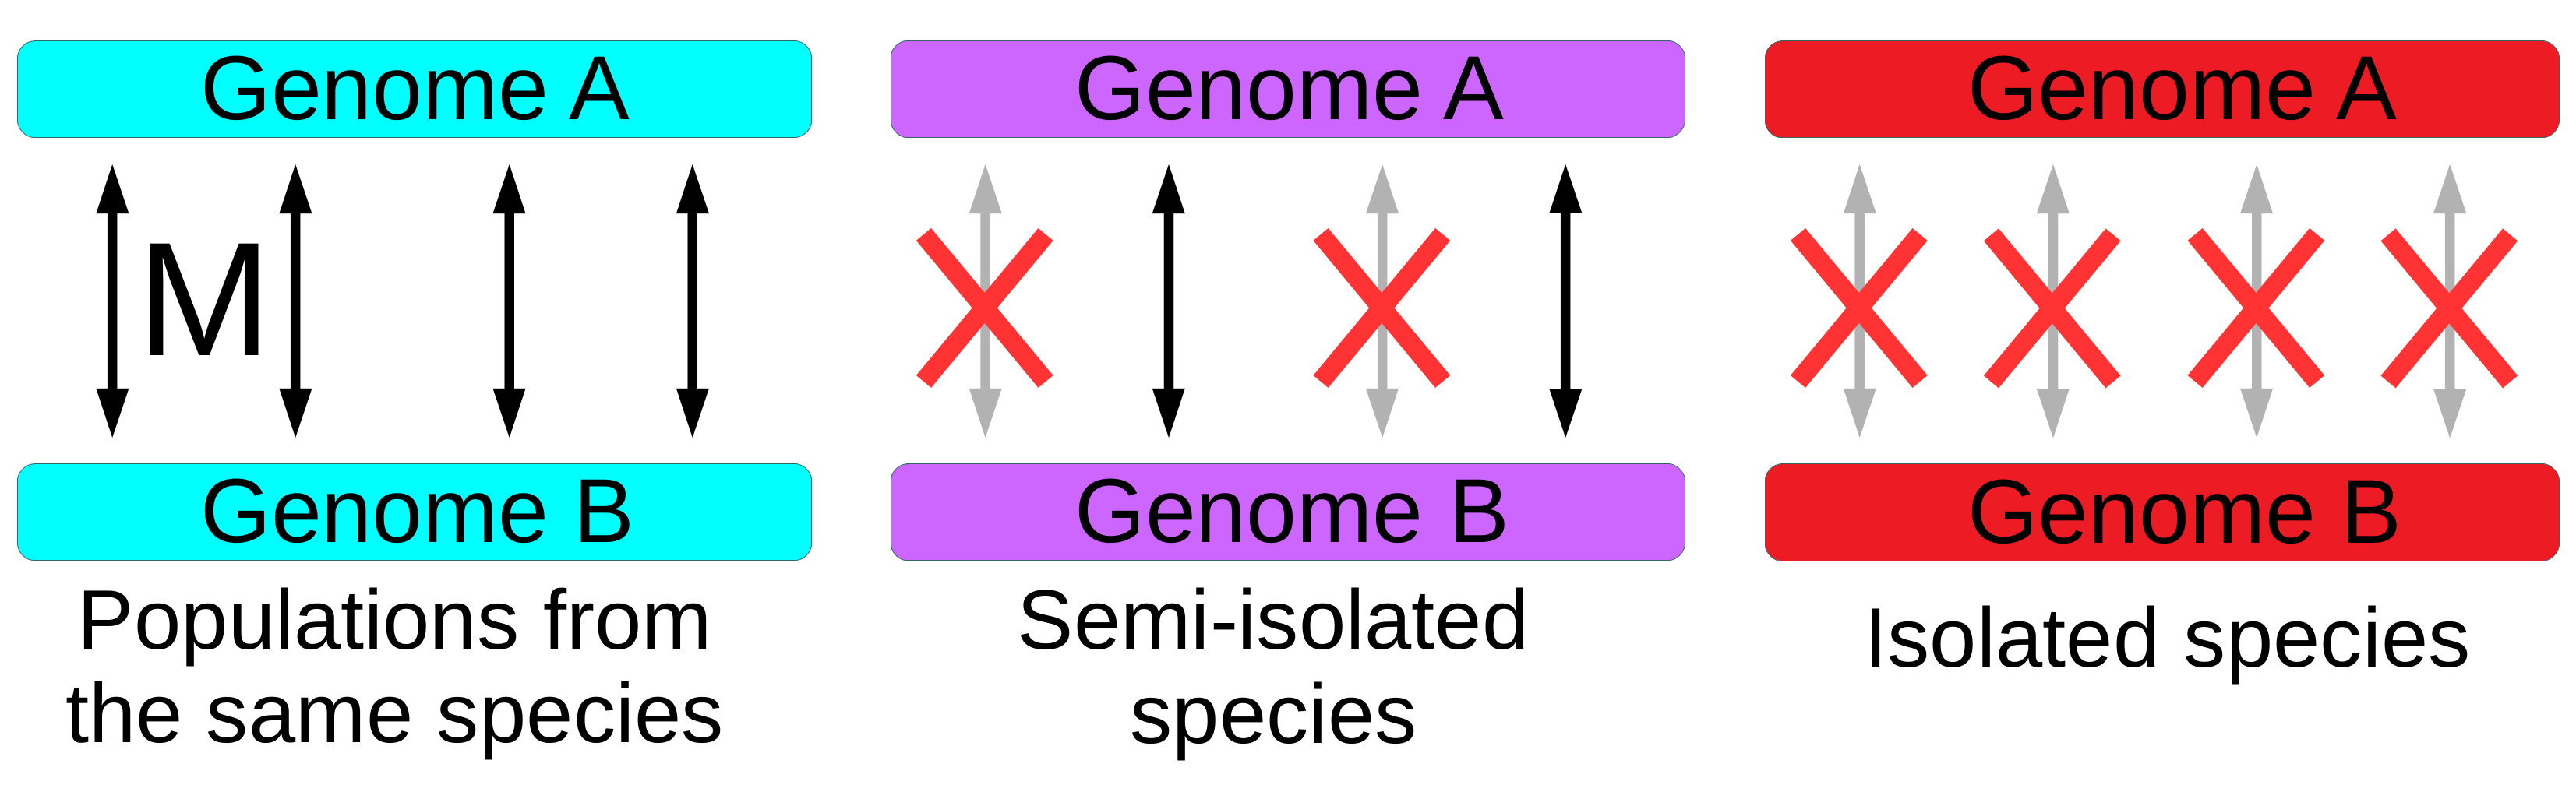 Genome A
M
Genome B
Populations from
the same species
Genome A
Genome B
Semi-isolated
species
Genome A
Genome B
Isolated species